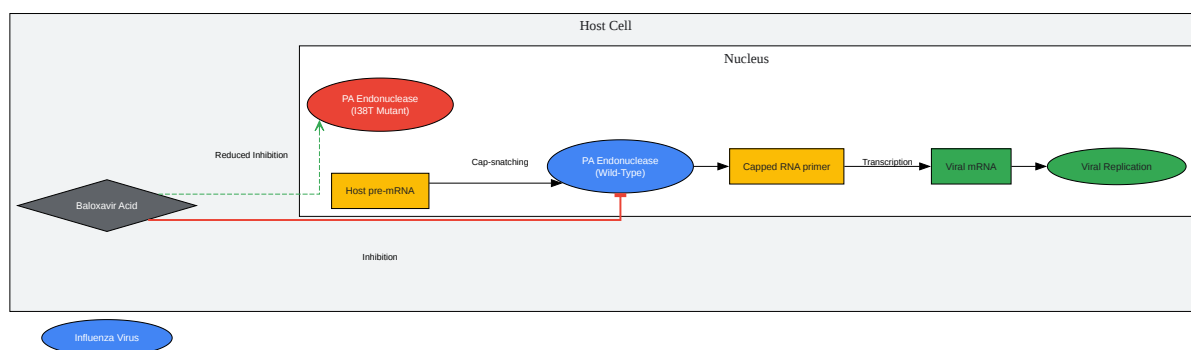 Host Cell
Nucleus
PA Endonuclease
(I38T Mutant)
Reduced Inhibition
Cap-snatching
PA Endonuclease
(Wild-Type)
Capped RNA primer
Transcription
Viral mRNA
Viral Replication
Host pre-mRNA
Baloxavir Acid
Inhibition
Influenza Virus